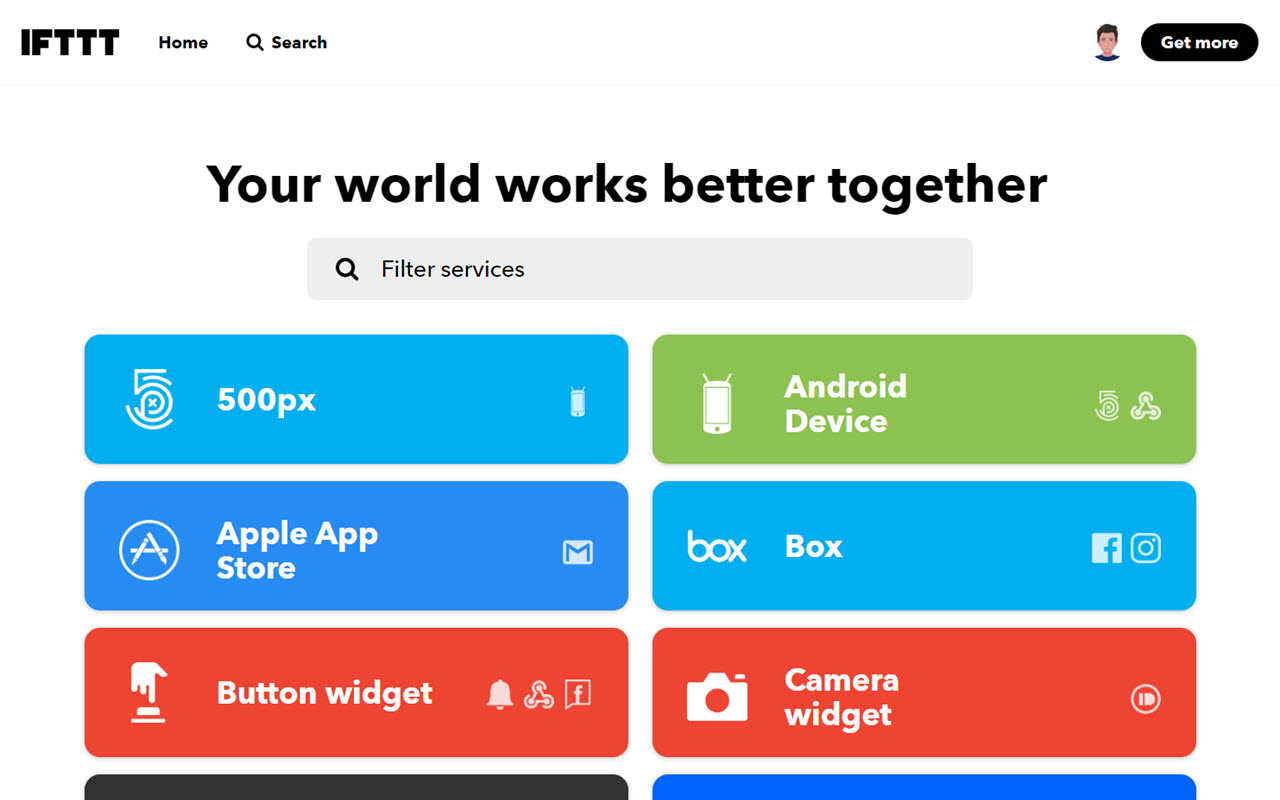 IFTTT Home Search Get more
Your world works better together
Filter services
500px
Android
Device
Apple App
Store
box Box
Button widget
Camera
widget